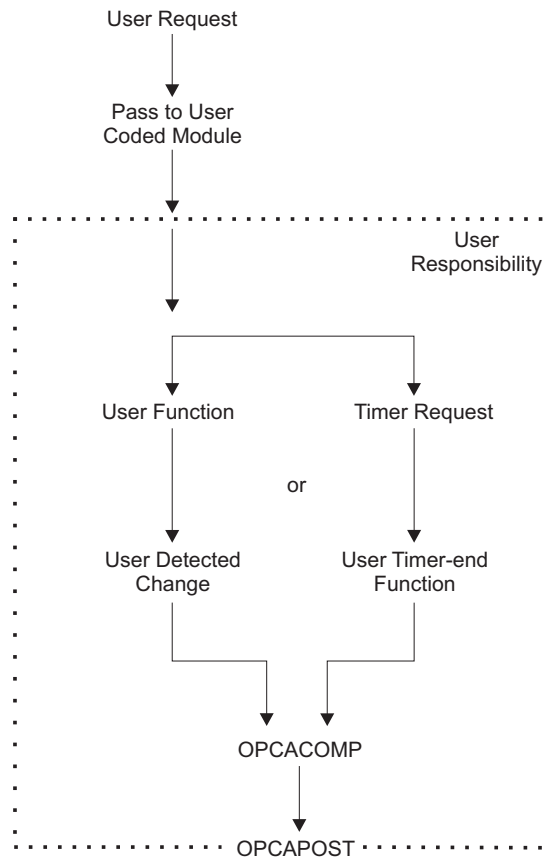 User Request
Pass to User
Coded Module
User
Responsibility
User Function
Timer Request
or
User Detected
Change
User Timer-end
Function
OPCACOMP
OPCAPOST